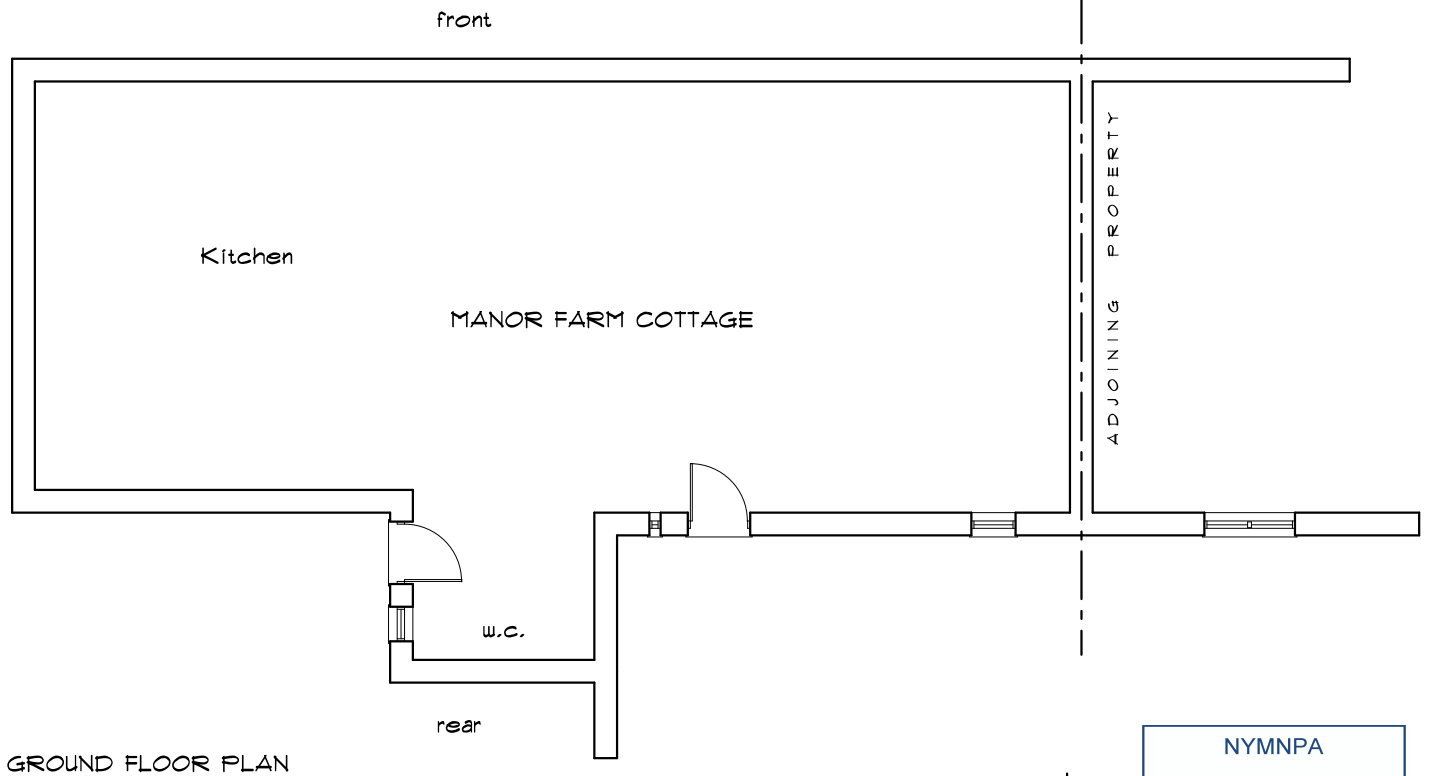 front
Kitchen
MANOR FARM COTTAGE
ADJOINING PROPERTY
w.c.
rear
GROUND FLOOR PLAN
NYMNPA